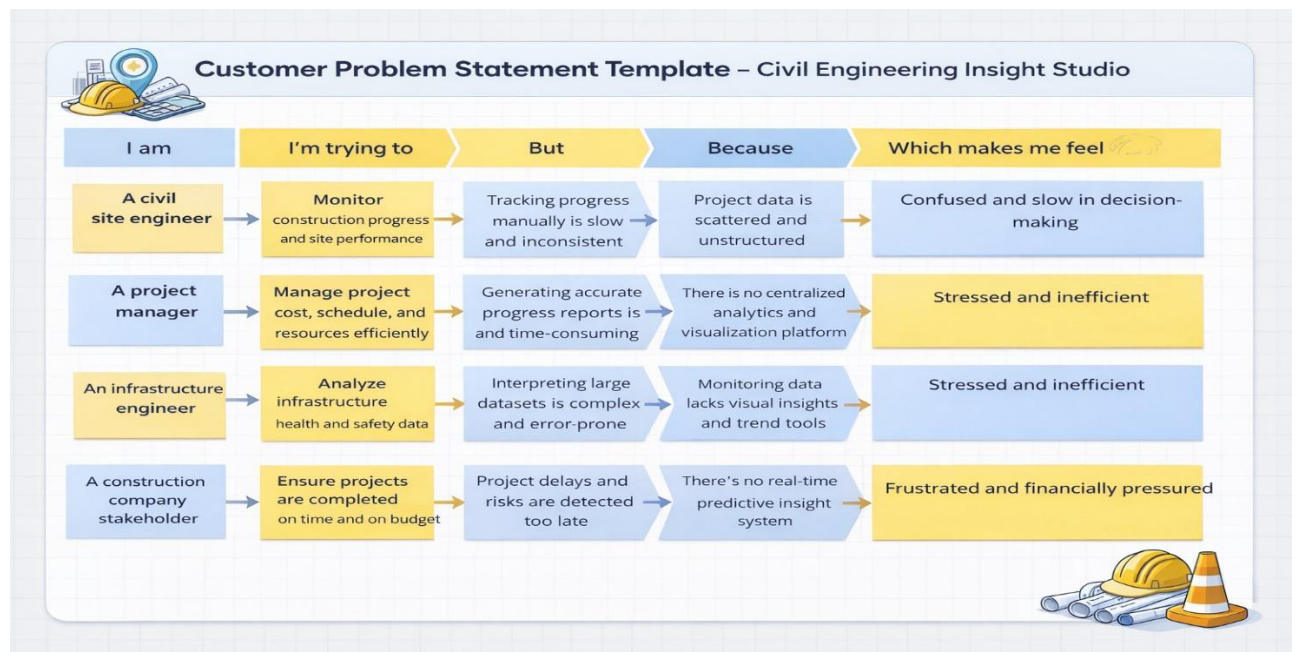 Customer Problem Statement Template – Civil Engineering Insight Studio
I am
I'm trying to
But
Because
Which makes me feel
A civil
site engineer
Monitor
construction progress
and site performance
Tracking progress
manually is slow
and inconsistent
Project data is
scattered and
unstructured
Confused and slow in decision-
making
A project
manager
Manage project
cost, schedule, and
resources efficiently
Generating accurate
progress reports is
and time-consuming
There is no centralized
analytics and
visualization platform
Stressed and inefficient
An infrastructure
engineer
Analyze
infrastructure
health and safety data
Interpreting large
datasets is complex
and error-prone
Monitoring data
lacks visual insights
and trend tools
Stressed and inefficient
A construction
company
stakeholder
Ensure projects
are completed
on time and on budget
Project delays and
risks are detected
too late
There's no real-time
predictive insight
system
Frustrated and financially pressured